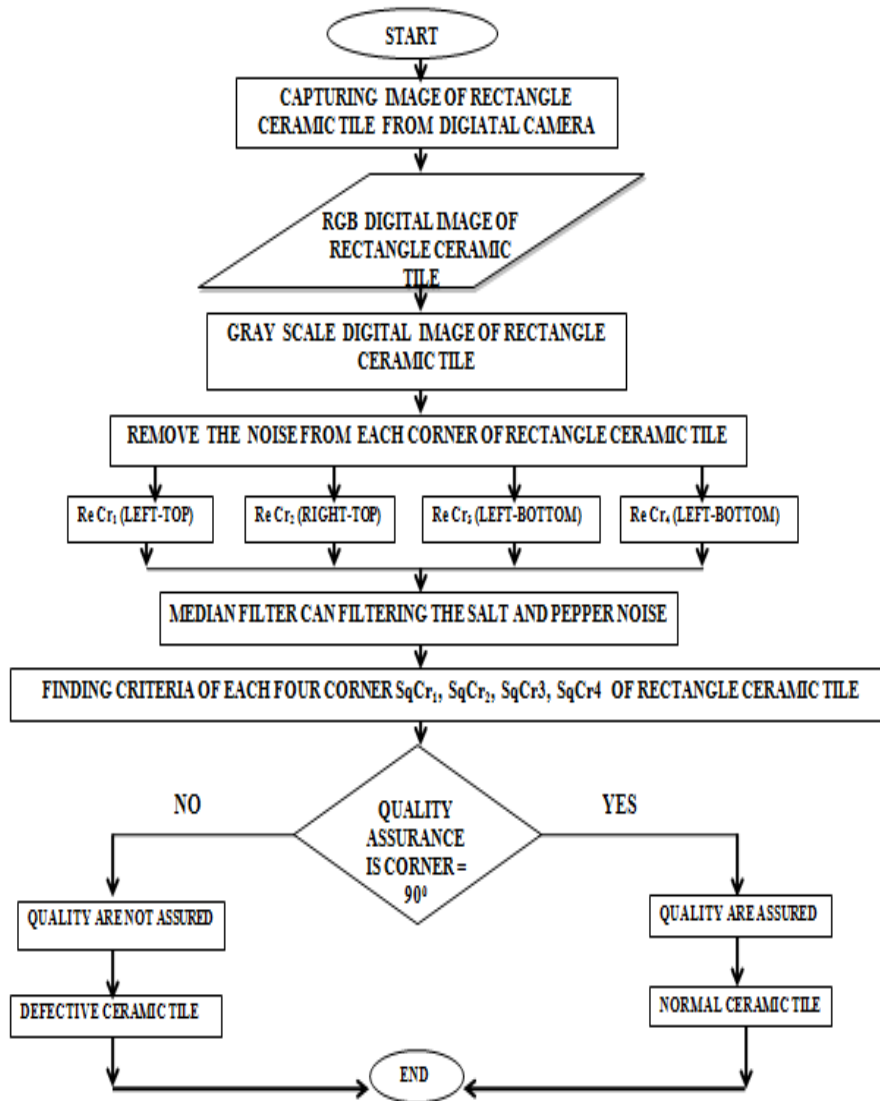 START
CAPTURING IMAGE OF RECTANGLE
CERAMIC TILE FROM DIGIATAL CAMERA
RGB DIGITAL IMAGE OF
RECTANGLE CERAMIC
TILE
GRAY SCALE DIGITAL IMAGE OF RECTANGLE
CERAMIC TILE
REMOVE THE NOISE FROM EACH CORNER OF RECTANGLE CERAMIC TILE
Re Cr₁ (LEFT-TOP)
Re Cr₂ (RIGHT-TOP)
Re Cr₃ (LEFT-BOTTOM)
Re Cr₄ (LEFT-BOTTOM)
MEDIAN FILTER CAN FILTERING THE SALT AND PEPPER NOISE
FINDING CRITERIA OF EACH FOUR CORNER SqCr₁, SqCr₂, SqCr3, SqCr4 OF RECTANGLE CERAMIC TILE
NO
YES
QUALITY
ASSURANCE
IS CORNER =
90⁰
QUALITY ARE NOT ASSURED
QUALITY ARE ASSURED
DEFECTIVE CERAMIC TILE
NORMAL CERAMIC TILE
END